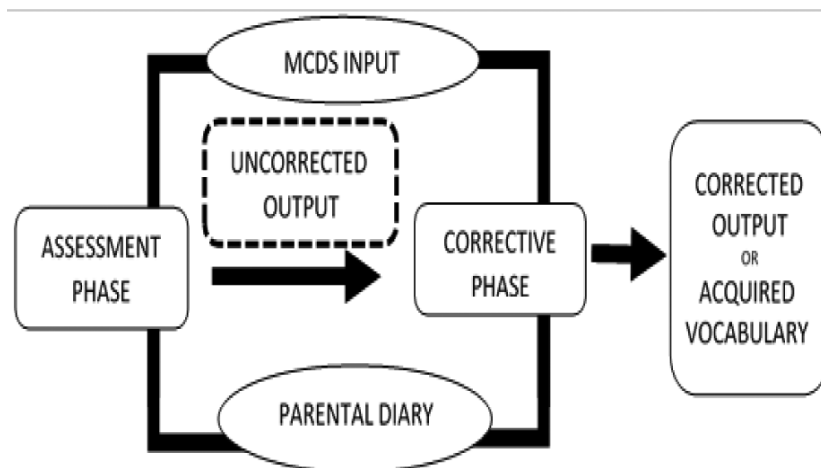 MCDS INPUT
UNCORRECTED
OUTPUT
ASSESSMENT
PHASE
CORRECTIVE
PHASE
CORRECTED
OUTPUT
OR
ACQUIRED
VOCABULARY
PARENTAL DIARY